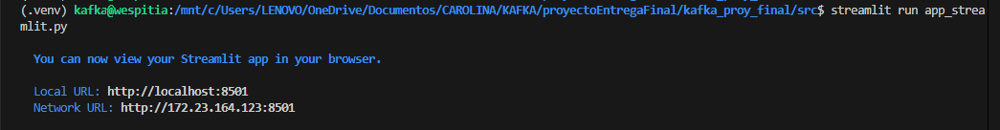 (.venv) kafka@wespitia:/mnt/c/Users/LENOVO/OneDrive/Documentos/CAROLINA/KAFKA/proyectoEntregaFinal/kafka_proy_final/src$ streamlit run app_strea
mlit.py
You can now view your Streamlit app in your browser.
Local URL: http://localhost:8501
Network URL: http://172.23.164.123:8501